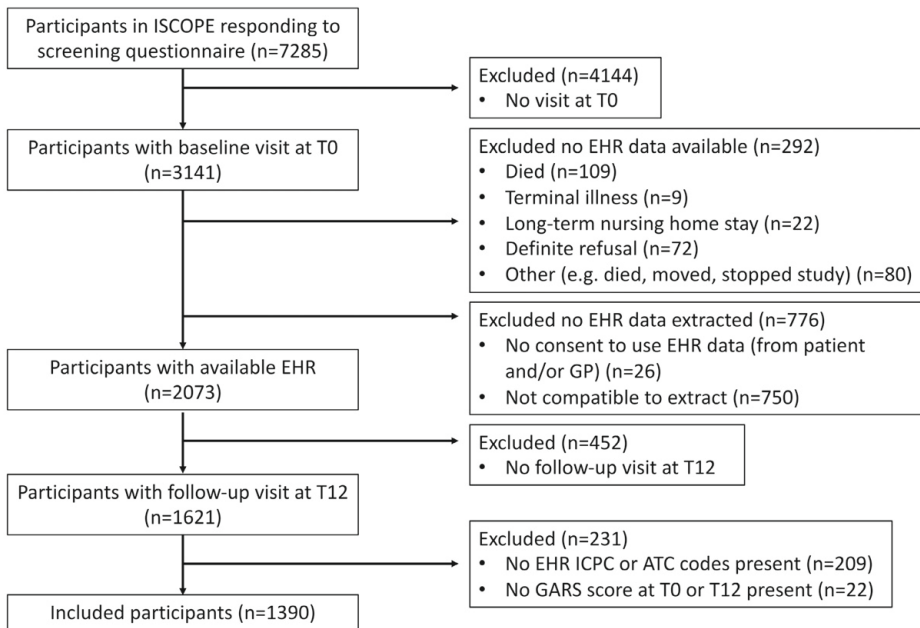 Participants in ISCOPE responding to
screening questionnaire (n=7285)
Excluded (n=4144)
• No visit at T0
Participants with baseline visit at T0
(n=3141)
Excluded no EHR data available (n=292)
• Died (n=109)
• Terminal illness (n=9)
• Long-term nursing home stay (n=22)
• Definite refusal (n=72)
• Other (e.g. died, moved, stopped study) (n=80)
Excluded no EHR data extracted (n=776)
• No consent to use EHR data (from patient
and/or GP) (n=26)
• Not compatible to extract (n=750)
Participants with available EHR
(n=2073)
Excluded (n=452)
• No follow-up visit at T12
Participants with follow-up visit at T12
(n=1621)
Excluded (n=231)
• No EHR ICPC or ATC codes present (n=209)
• No GARS score at T0 or T12 present (n=22)
Included participants (n=1390)